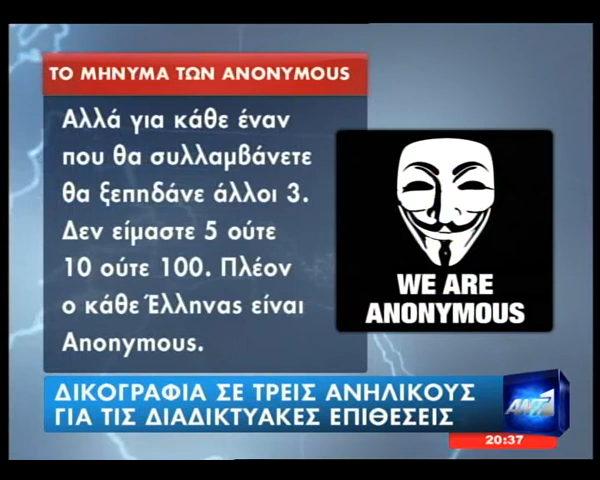 ΤΟ ΜΗΝΥΜΑ ΤΩΝ ANONYMOUS
Αλλά για κάθε έναν
που θα συλλαμβάνετε
θα ξεπηδάνε άλλοι 3.
Δεν είμαστε 5 ούτε
10 ούτε 100. Πλέον
ο κάθε Έλληνας είναι
Anonymous.
WE ARE
ANONYMOUS
ΔΙΚΟΓΡΑΦΙΑ ΣΕ ΤΡΕΙΣ ΑΝΗΛΙΚΟΥΣ
ΓΙΑ ΤΙΣ ΔΙΑΔΙΚΤΥΑΚΕΣ ΕΠΙΘΕΣΕΙΣ
ANT1
20:37